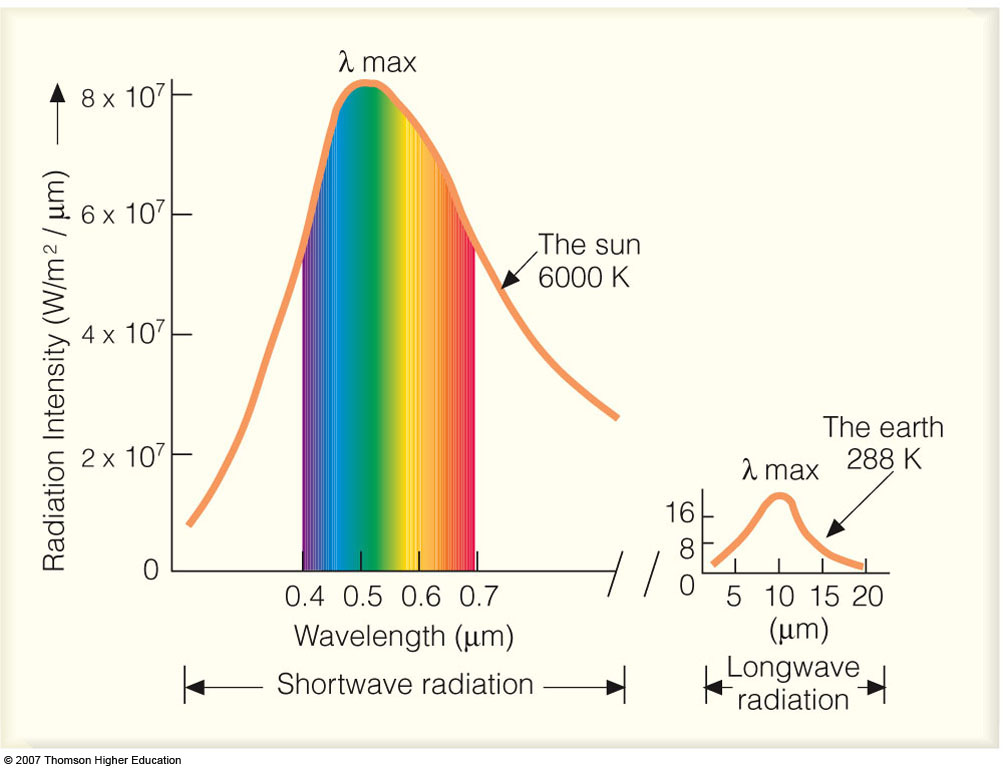 λ max
8 x 10⁷
6 x 10⁷
4 x 10⁷
2 x 10⁷
0
Radiation Intensity (W/m² / μm)
The sun
6000 K
0.4 0.5 0.6 0.7
Wavelength (μm)
Shortwave radiation
The earth
288 K
λ max
16
8
0
5 10 15 20
(μm)
Longwave
radiation
© 2007 Thomson Higher Education